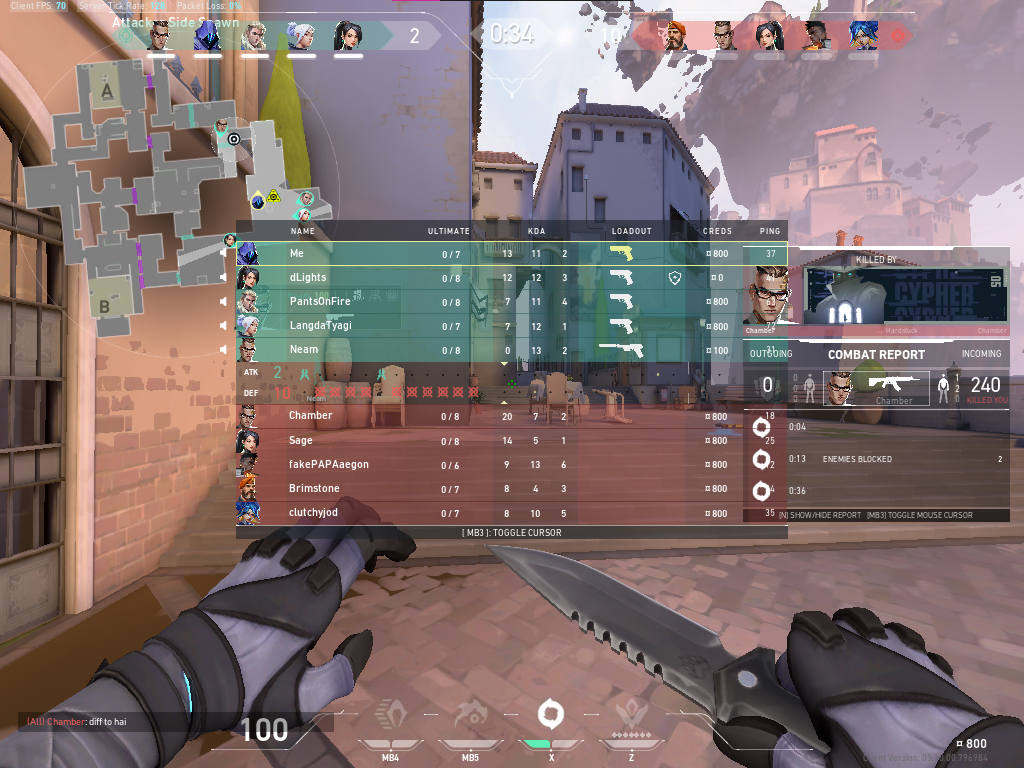 Client FPS: 70 Server Tick Rate: 128 Packet Loss: 0%
Attacker Side Spawn
2 0:34 10
A
B
NAME ULTIMATE KDA LOADOUT CREDS PING
Me 0/7 13 11 2 ¤800 37
dLights 0/8 12 12 3 ¤0
PantsOnFire 0/8 7 11 4 ¤800
LangdaTyagi 0/7 7 12 1 ¤800
Neam 0/8 0 13 2 ¤100
ATK 2
DEF 10
Neam
Chamber 0/8 20 7 2 ¤800 18
Sage 0/8 14 5 1 ¤800 25
fakePAPAaegon 0/6 9 13 6 ¤800
Brimstone 0/7 8 4 3 ¤800
clutchyjod 0/7 8 10 5 ¤800 35
[ MB3 ]: TOGGLE CURSOR
KILLED BY
CYPHER
Chamber Hardstuck Chamber
OUTGOING COMBAT REPORT INCOMING
0 Chamber 240
KILLED YOU
0:04
0:13 ENEMIES BLOCKED 2
0:36
[N] SHOW/HIDE REPORT [MB3] TOGGLE MOUSE CURSOR
(All) Chamber: diff to hai
100
MB4 MB5 X Z
¤ 800